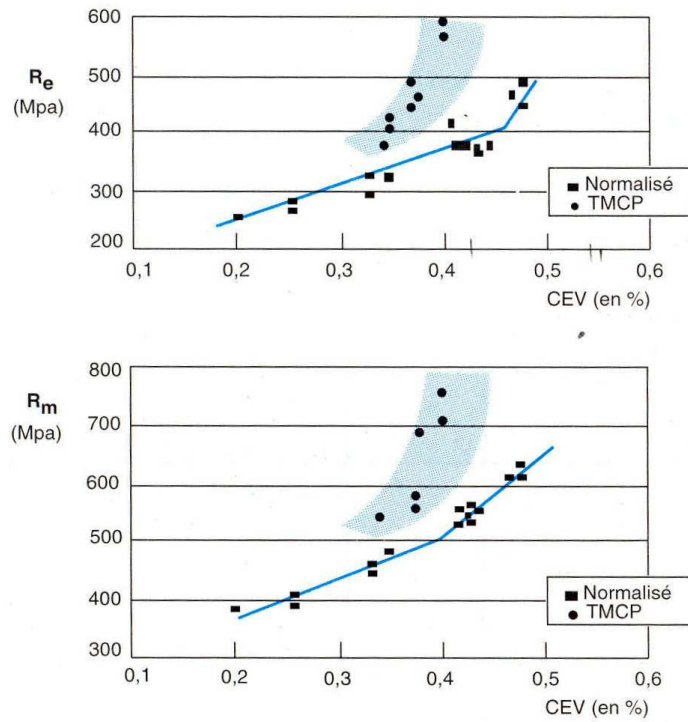 600
R_e
(Mpa)
500
400
300
200
■ Normalisé
● TMCP
0,1 0,2 0,3 0,4 0,5 0,6
CEV (en %)
800
R_m
(Mpa)
700
600
500
400
300
■ Normalisé
● TMCP
0,1 0,2 0,3 0,4 0,5 0,6
CEV (en %)